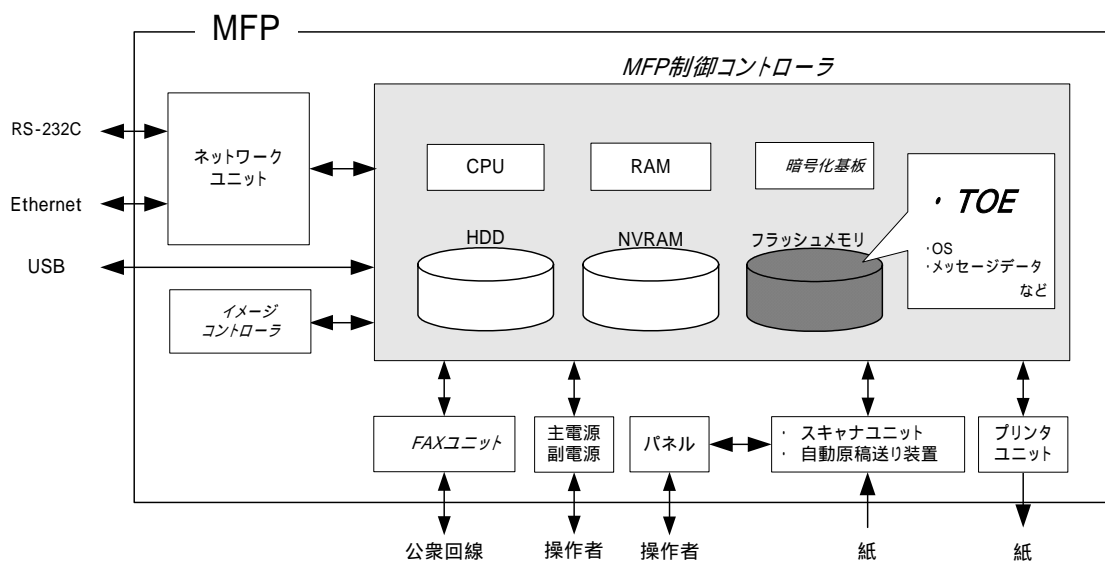 MFP
MFP制御コントローラ
RS-232C
Ethernet
USB
ネットワーク
ユニット
CPU
RAM
暗号化基板
・ TOE
・OS
・メッセージデータ
など
HDD
NVRAM
フラッシュメモリ
イメージ
コントローラ
FAXユニット
主電源
副電源
パネル
・ スキャナユニット
・ 自動原稿送り装置
プリンタ
ユニット
公衆回線
操作者
操作者
紙
紙